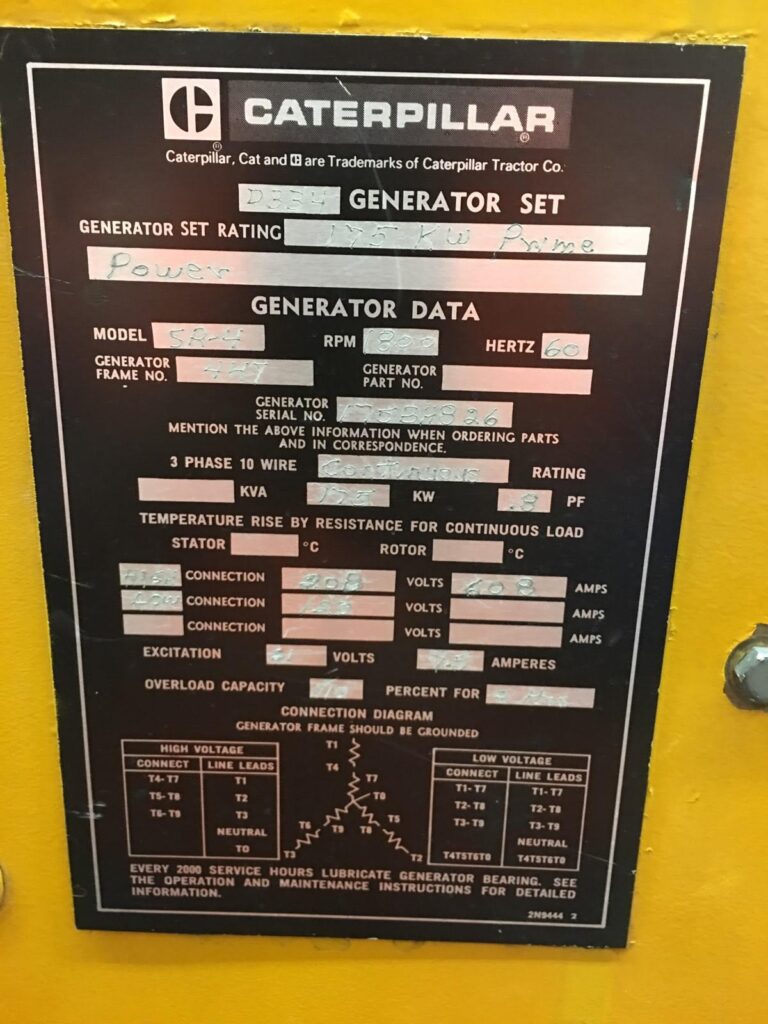 CATERPILLAR
Caterpillar, Cat and C are Trademarks of Caterpillar Tractor Co.
D334 GENERATOR SET
GENERATOR SET RATING 175 KW Prime
Power
GENERATOR DATA
MODEL SR-4 RPM 1800 HERTZ 60
GENERATOR FRAME NO. 447 GENERATOR PART NO.
GENERATOR SERIAL NO.
MENTION THE ABOVE INFORMATION WHEN ORDERING PARTS
AND IN CORRESPONDENCE.
3 PHASE 10 WIRE Continuous RATING
KVA 175 KW .8 PF
TEMPERATURE RISE BY RESISTANCE FOR CONTINUOUS LOAD
STATOR °C ROTOR °C
HIGH CONNECTION 208 VOLTS 608 AMPS
LOW CONNECTION VOLTS AMPS
CONNECTION VOLTS AMPS
EXCITATION VOLTS AMPERES
OVERLOAD CAPACITY 110 PERCENT FOR
CONNECTION DIAGRAM
GENERATOR FRAME SHOULD BE GROUNDED
HIGH VOLTAGE
CONNECT LINE LEADS
T4-T7 T1
T5-T8 T2
T6-T9 T3
NEUTRAL
T0
T1
T4
T7
T0
T6 T9 T8 T5
T3 T2
LOW VOLTAGE
CONNECT LINE LEADS
T1-T7 T1-T7
T2-T8 T2-T8
T3-T9 T3-T9
NEUTRAL
T4T5T6T0 T4T5T6T0
EVERY 2000 SERVICE HOURS LUBRICATE GENERATOR BEARING. SEE
THE OPERATION AND MAINTENANCE INSTRUCTIONS FOR DETAILED
INFORMATION.
2N9444 2